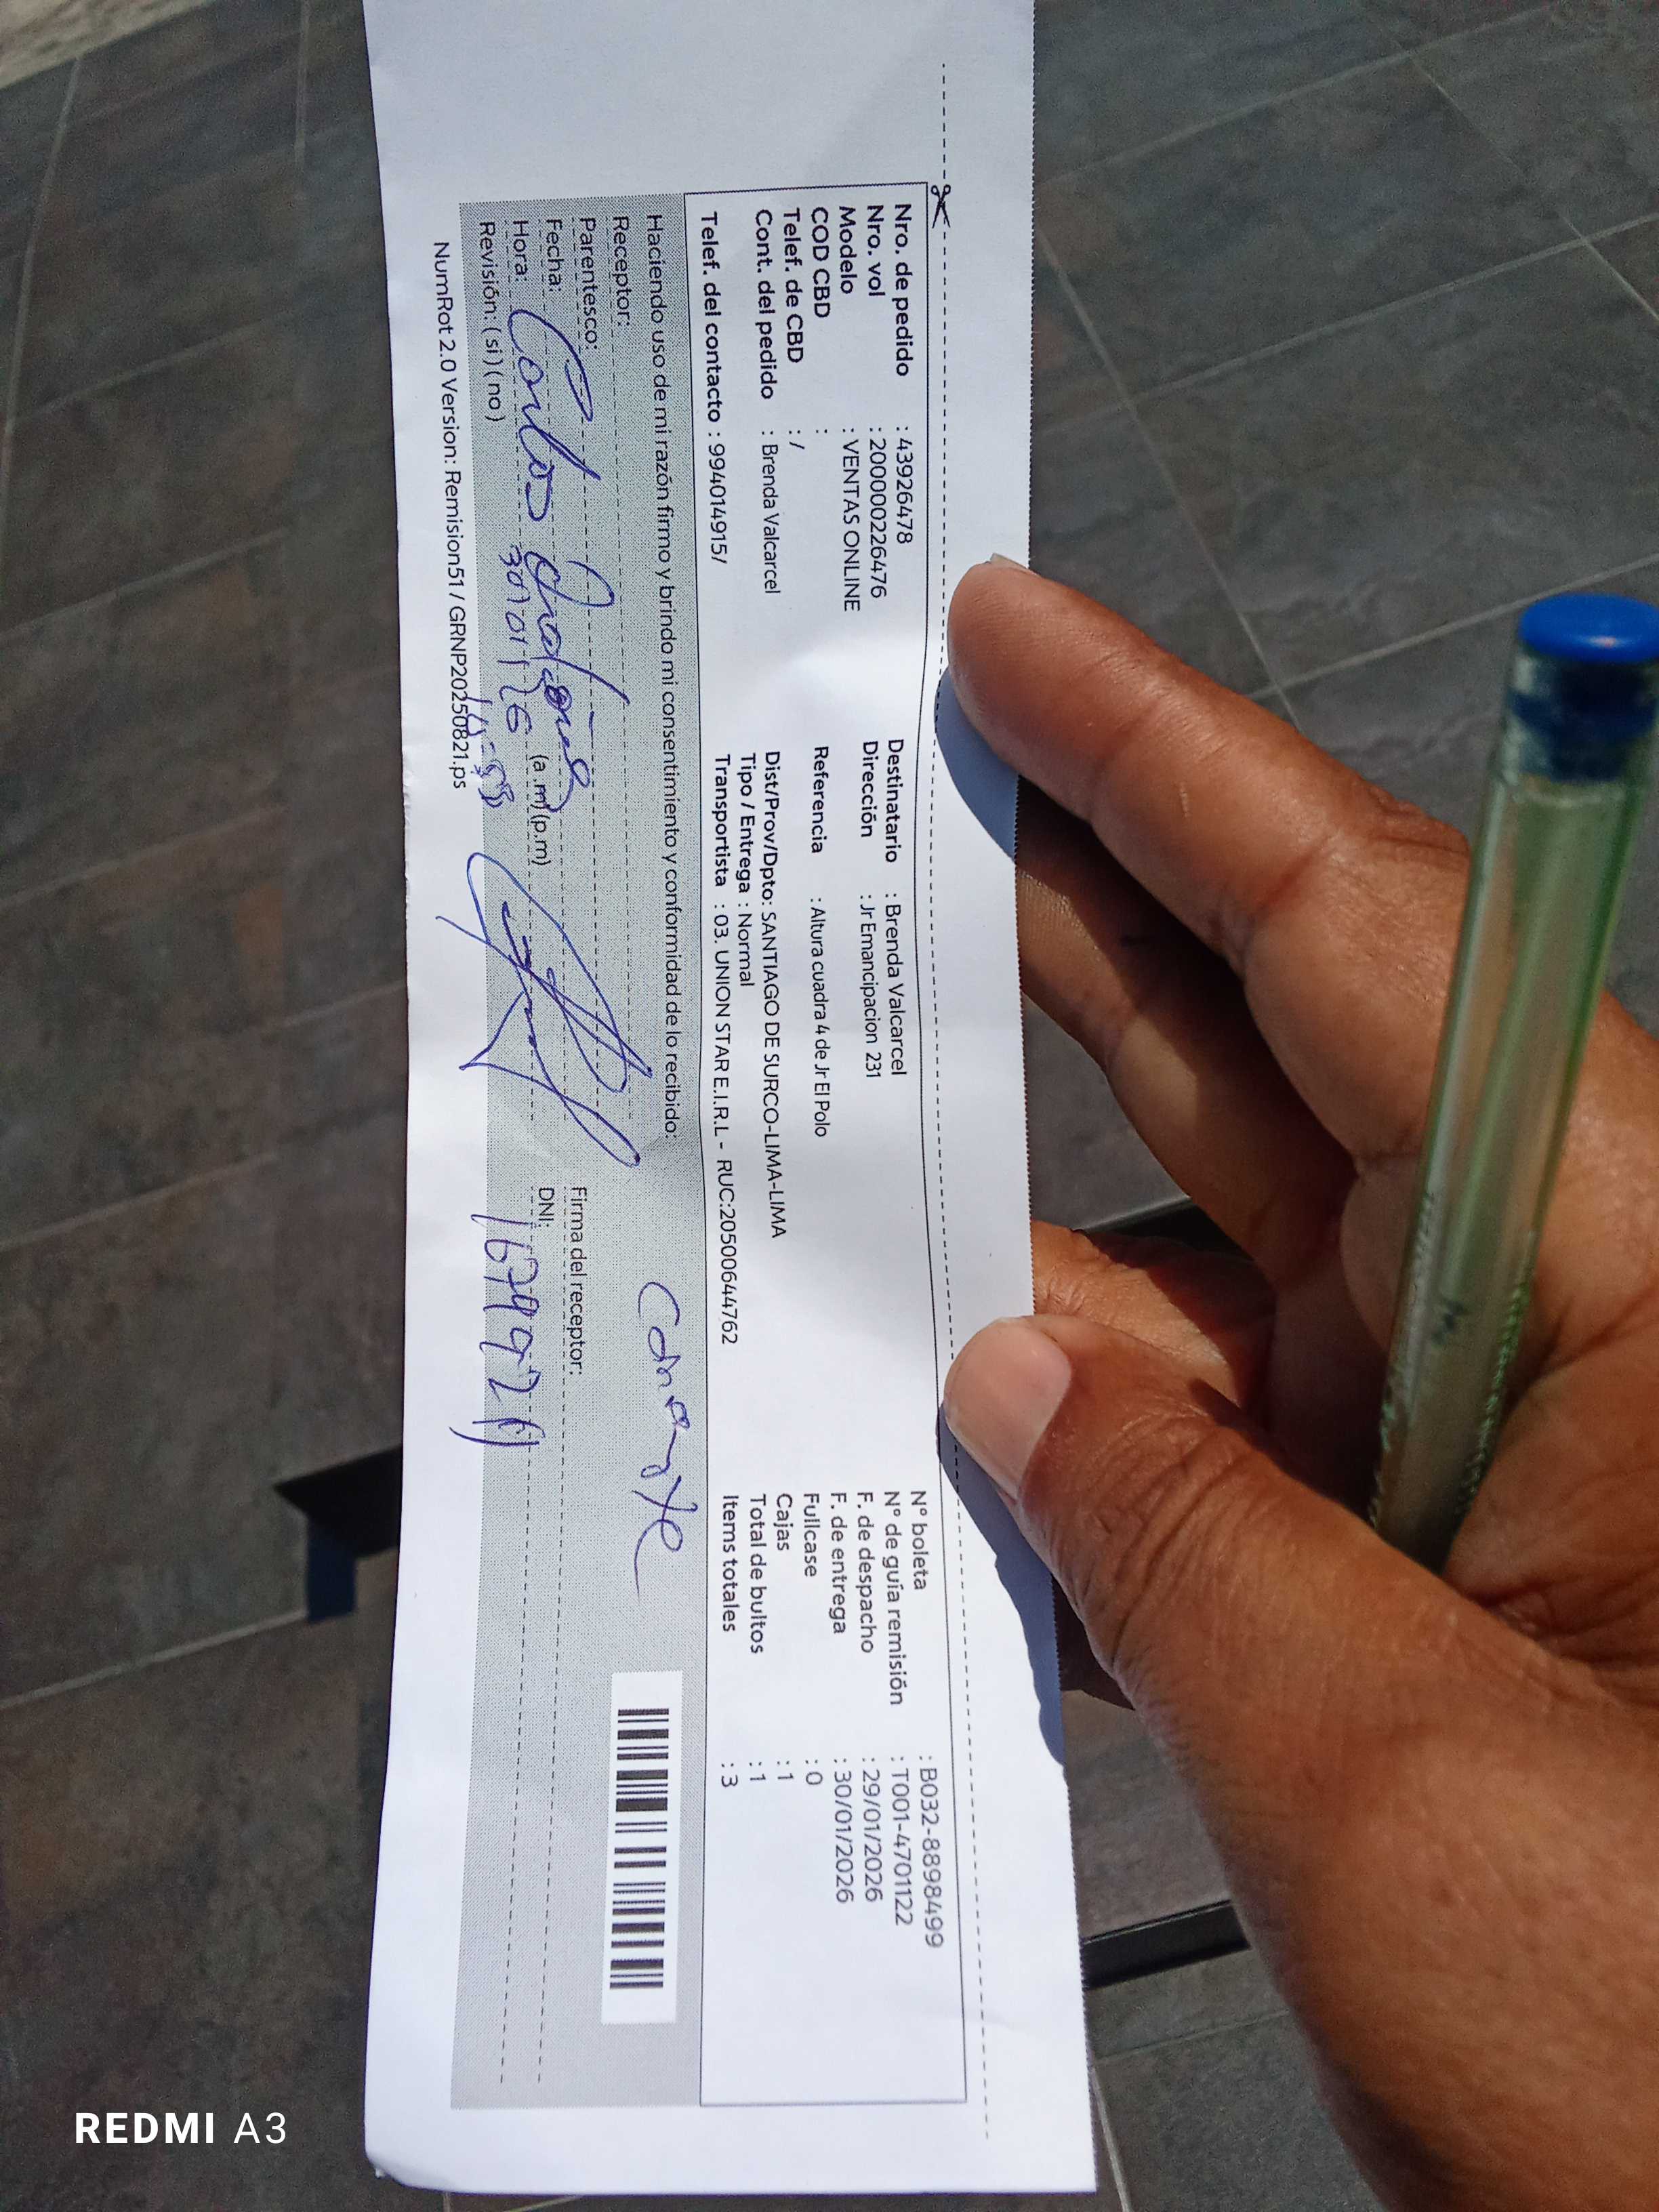 Nro. de pedido : 43926478
Nro. vol : 200000226476
Modelo : VENTAS ONLINE
COD CBD :
Telef. de CBD : /
Cont. del pedido : Brenda Valcarcel
Telef. del contacto : 994014915/
Destinatario : Brenda Valcarcel
Dirección : Jr Emancipacion 231
Referencia : Altura cuadra 4 de Jr El Polo
Dist/Prov/Dpto: SANTIAGO DE SURCO-LIMA-LIMA
Tipo / Entrega : Normal
Transportista : 03. UNION STAR E.I.R.L - RUC:20500644762
N° boleta : B032-8898499
N° de guía remisión : T001-4701122
F. de despacho : 29/01/2026
F. de entrega : 30/01/2026
Fullcase : 0
Cajas : 1
Total de bultos : 1
Items totales : 3
Haciendo uso de mi razón firmo y brindo mi consentimiento y conformidad de lo recibido:
Receptor:
Parentesco:
Fecha:
Hora: Carlos 30/01/26 (a.m) (p.m)
Revisión: ( si ) ( no )
Firma del receptor:
DNI:
NumRot 2.0 Version: Remision51 / GRNP20250821.ps
REDMI A3